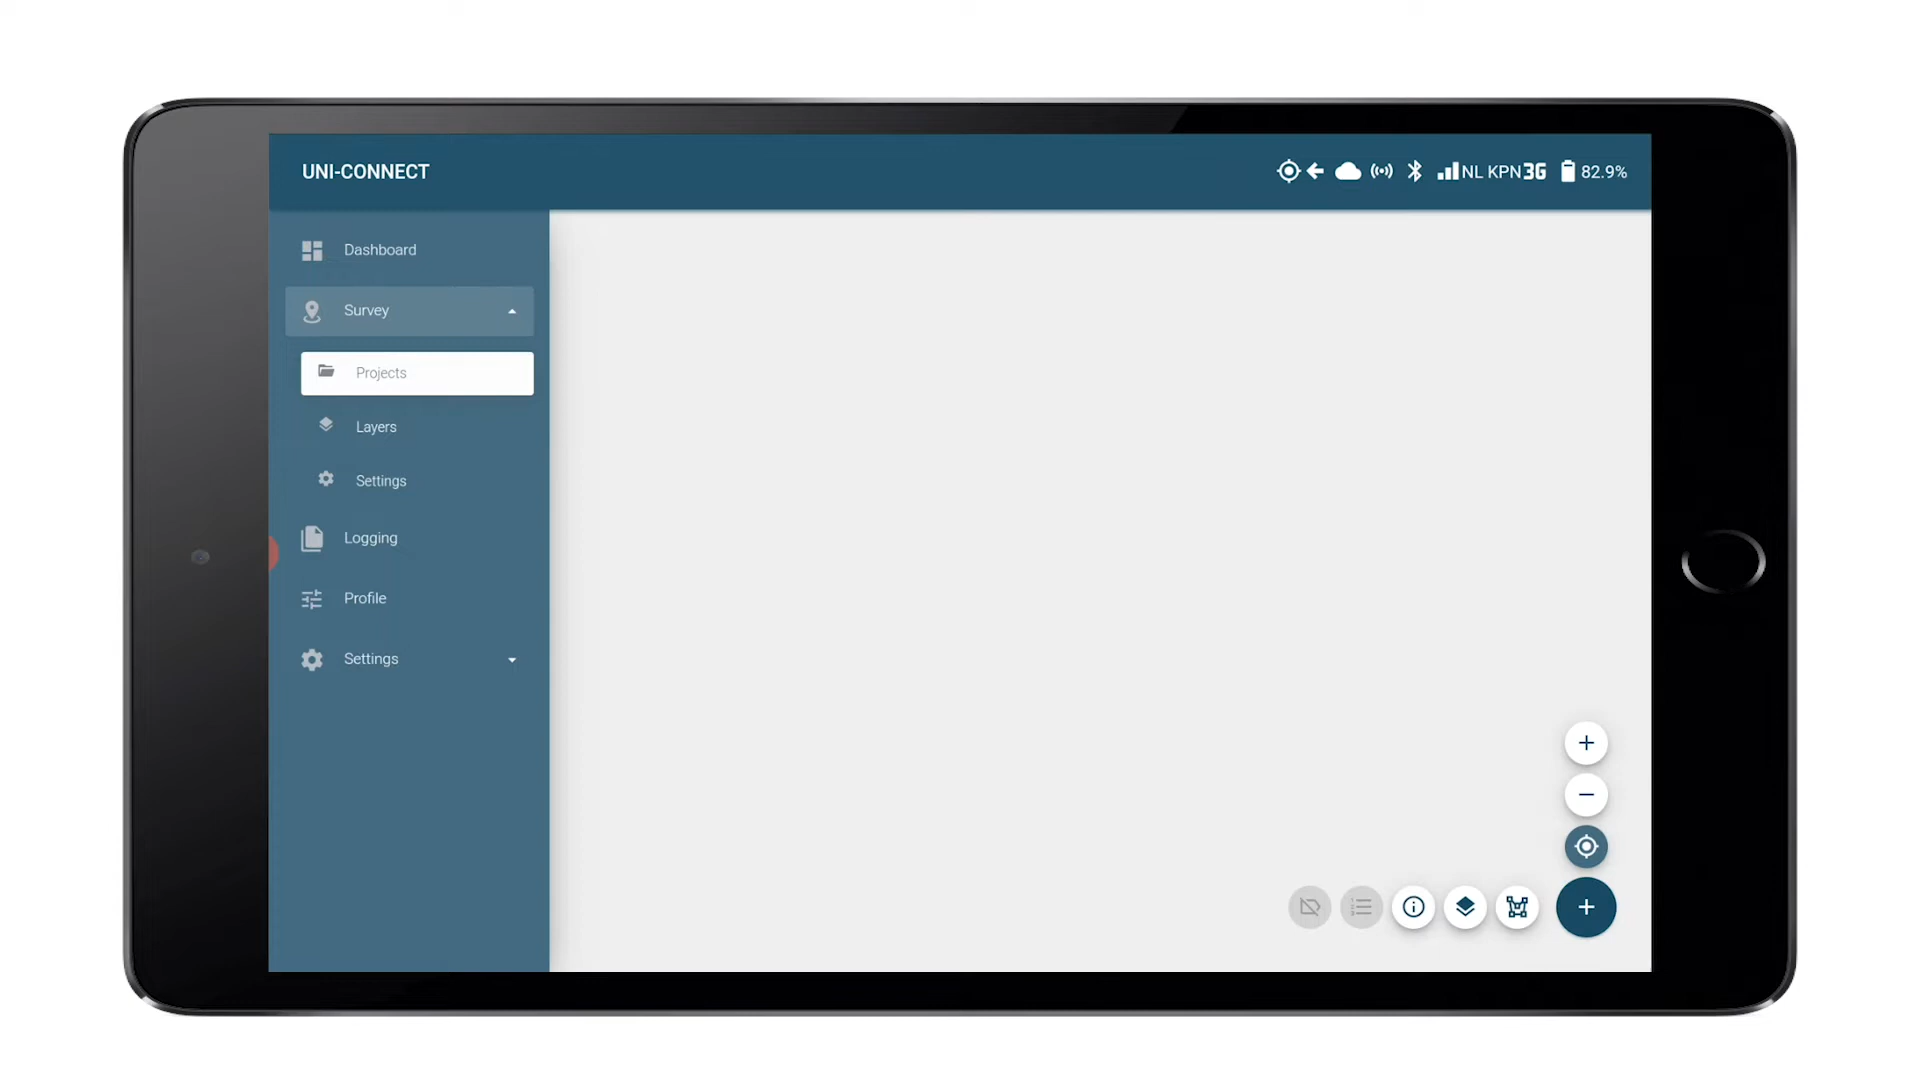 UNI-CONNECT
NL KPN 3G 82.9%
Dashboard
Survey
Projects
Layers
Settings
Logging
Profile
Settings